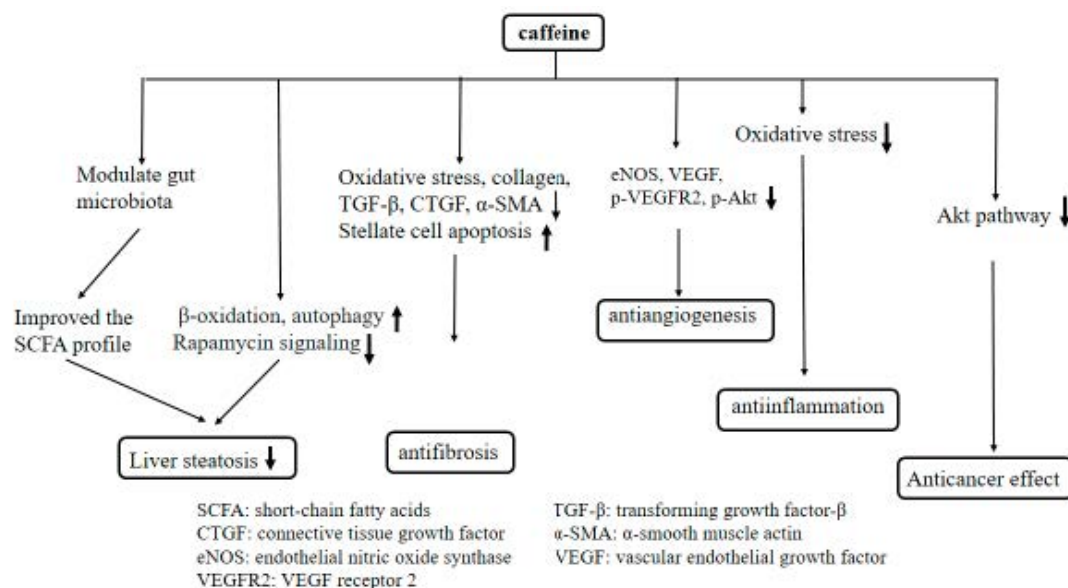 caffeine
Modulate gut
microbiota
Improved the
SCFA profile
β-oxidation, autophagy
Rapamycin signaling
Liver steatosis
Oxidative stress, collagen,
TGF-β, CTGF, α-SMA
Stellate cell apoptosis
antifibrosis
eNOS, VEGF,
p-VEGFR2, p-Akt
antiangiogenesis
Oxidative stress
antiinflammation
Akt pathway
Anticancer effect
SCFA: short-chain fatty acids
CTGF: connective tissue growth factor
eNOS: endothelial nitric oxide synthase
VEGFR2: VEGF receptor 2
TGF-β: transforming growth factor-β
α-SMA: α-smooth muscle actin
VEGF: vascular endothelial growth factor